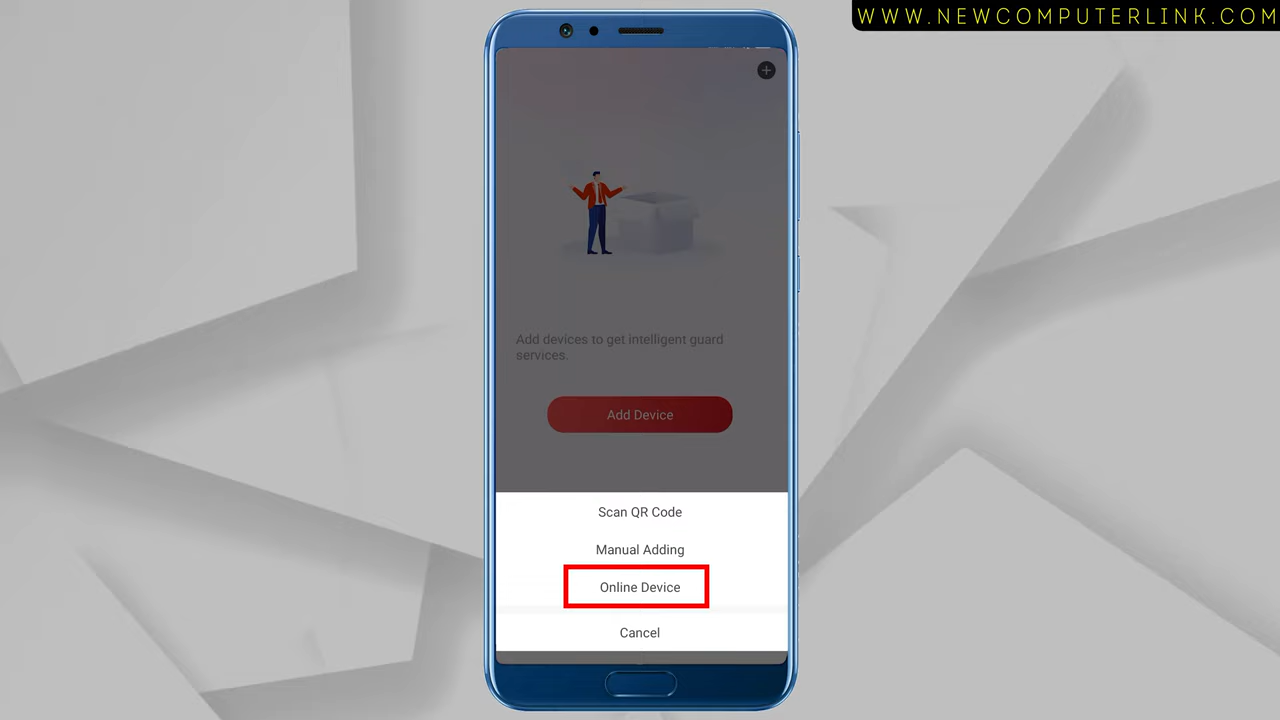 WWW.NEWCOMPUTERLINK.COM
Add devices to get intelligent guard
services.
Add Device
Scan QR Code
Manual Adding
Online Device
Cancel